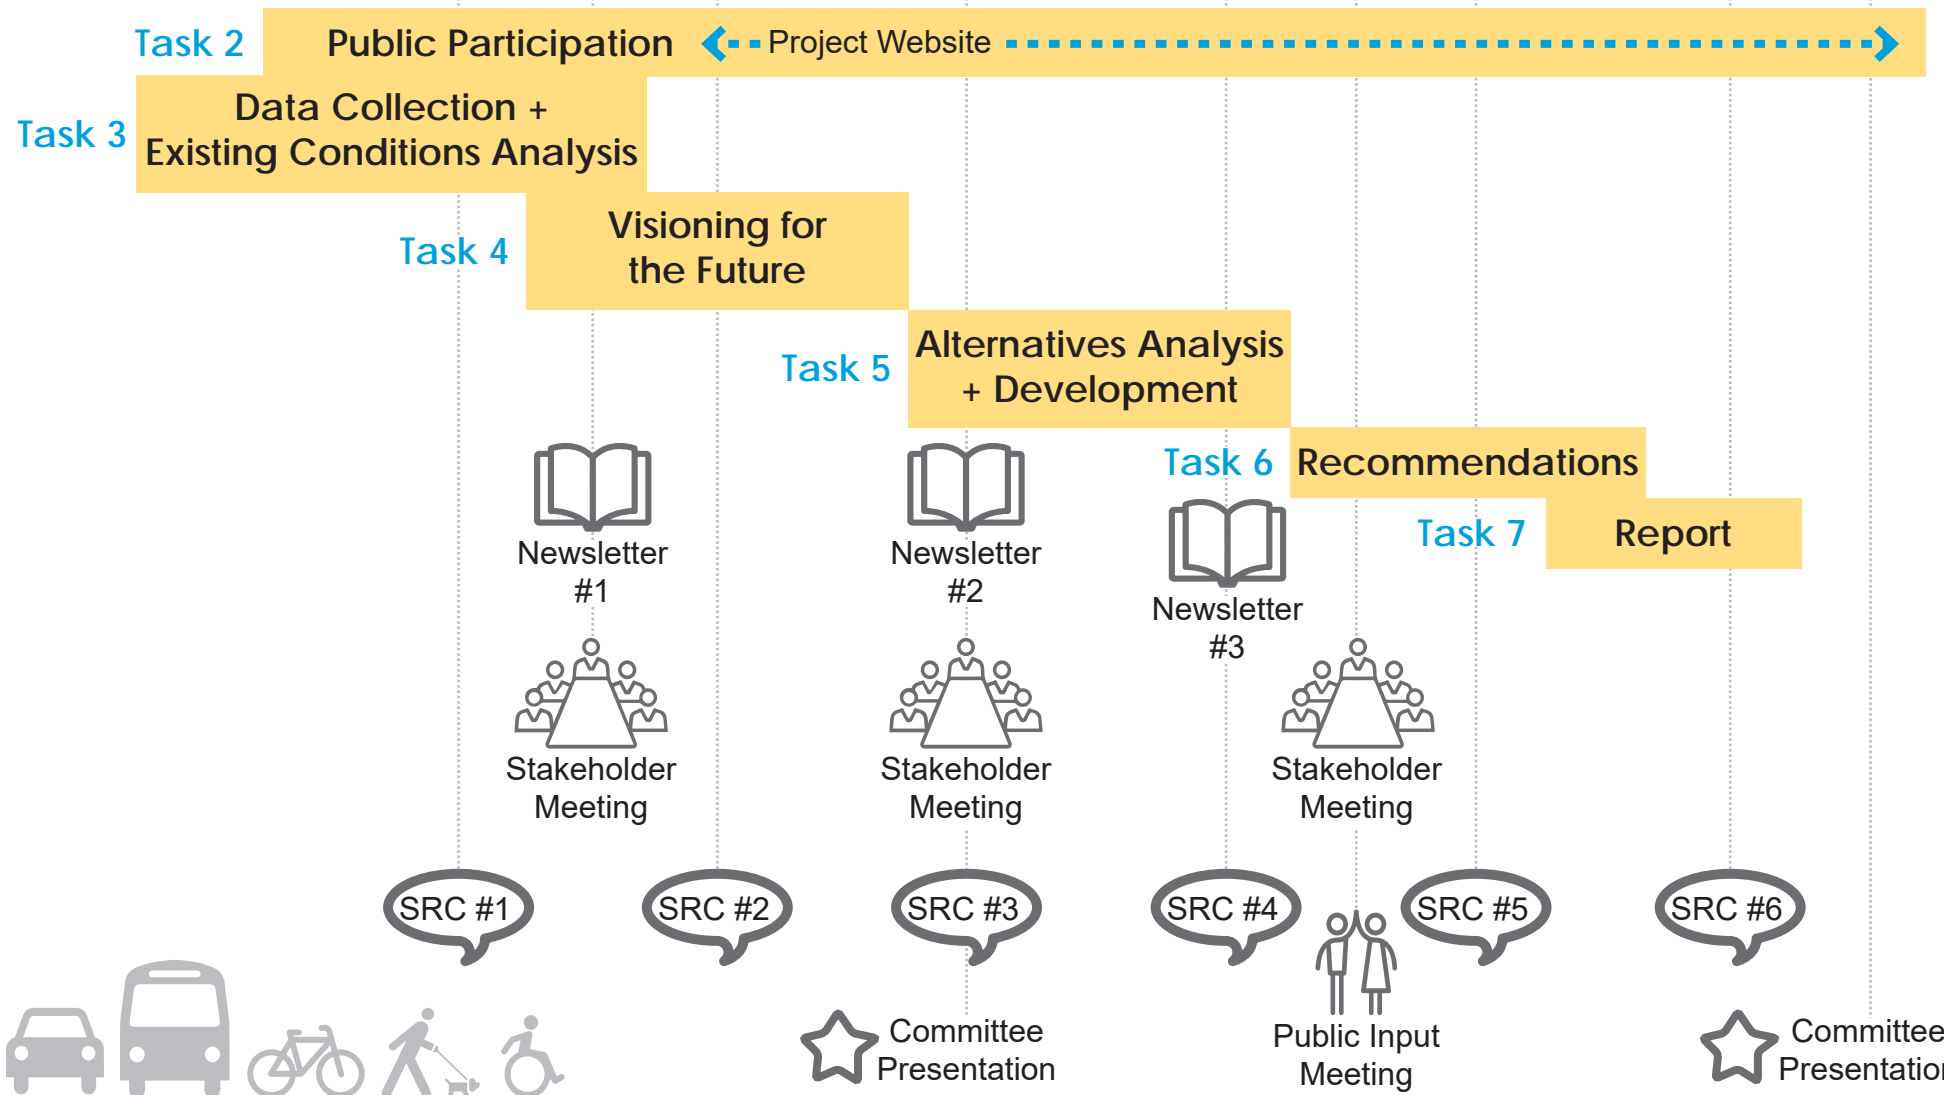 Task 2
Public Participation
Project Website
Task 3
Data Collection +
Existing Conditions Analysis
Task 4
Visioning for
the Future
Task 5
Alternatives Analysis
+ Development
Task 6
Recommendations
Task 7
Report
Newsletter
#1
Newsletter
#2
Newsletter
#3
Stakeholder
Meeting
Stakeholder
Meeting
Stakeholder
Meeting
SRC #1
SRC #2
SRC #3
SRC #4
SRC #5
SRC #6
Committee
Presentation
Public Input
Meeting
Committee
Presentation